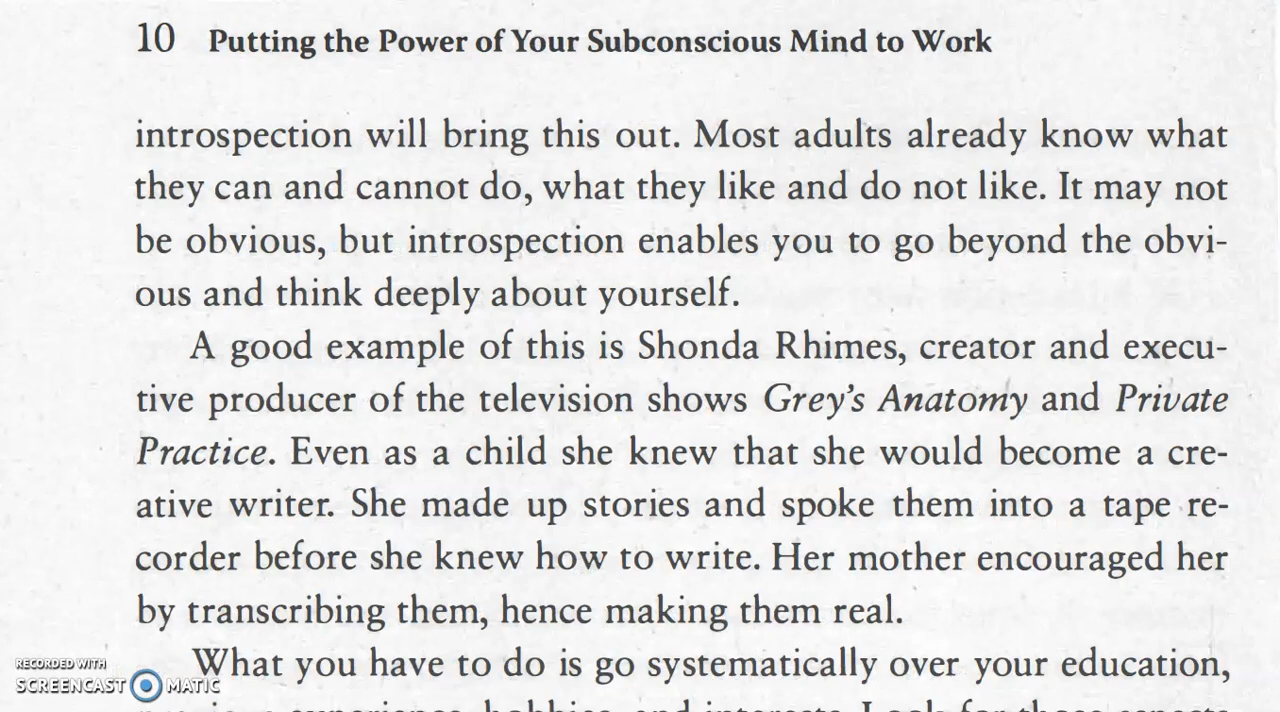 10 Putting the Power of Your Subconscious Mind to Work
introspection will bring this out. Most adults already know what
they can and cannot do, what they like and do not like. It may not
be obvious, but introspection enables you to go beyond the obvi-
ous and think deeply about yourself.
A good example of this is Shonda Rhimes, creator and execu-
tive producer of the television shows Grey's Anatomy and Private
Practice. Even as a child she knew that she would become a cre-
ative writer. She made up stories and spoke them into a tape re-
corder before she knew how to write. Her mother encouraged her
by transcribing them, hence making them real.
What you have to do is go systematically over your education,
RECORDED WITH
SCREENCAST MATIC